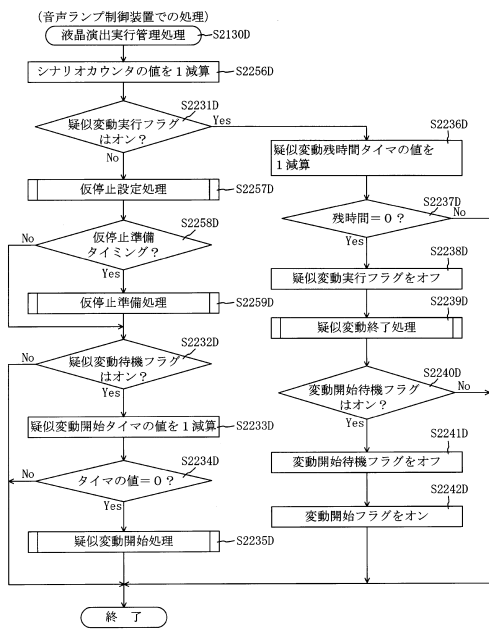 (音声ランプ制御装置での処理)
液晶演出実行管理処理
S2130D
シナリオカウンタの値を1減算
S2256D
疑似変動実行フラグ
はオン?
S2231D
Yes
No
仮停止設定処理
S2257D
仮停止準備
タイミング?
S2258D
No
Yes
仮停止準備処理
S2259D
疑似変動待機フラグ
はオン?
S2232D
No
Yes
疑似変動開始タイマの値を1減算
S2233D
タイマの値=0?
S2234D
No
Yes
疑似変動開始処理
S2235D
S2236D
疑似変動残時間タイマの値を
1減算
S2237D
残時間=0?
No
Yes
S2238D
疑似変動実行フラグをオフ
S2239D
疑似変動終了処理
S2240D
変動開始待機フラグ
はオン?
No
Yes
S2241D
変動開始待機フラグをオフ
S2242D
変動開始フラグをオン
終 了